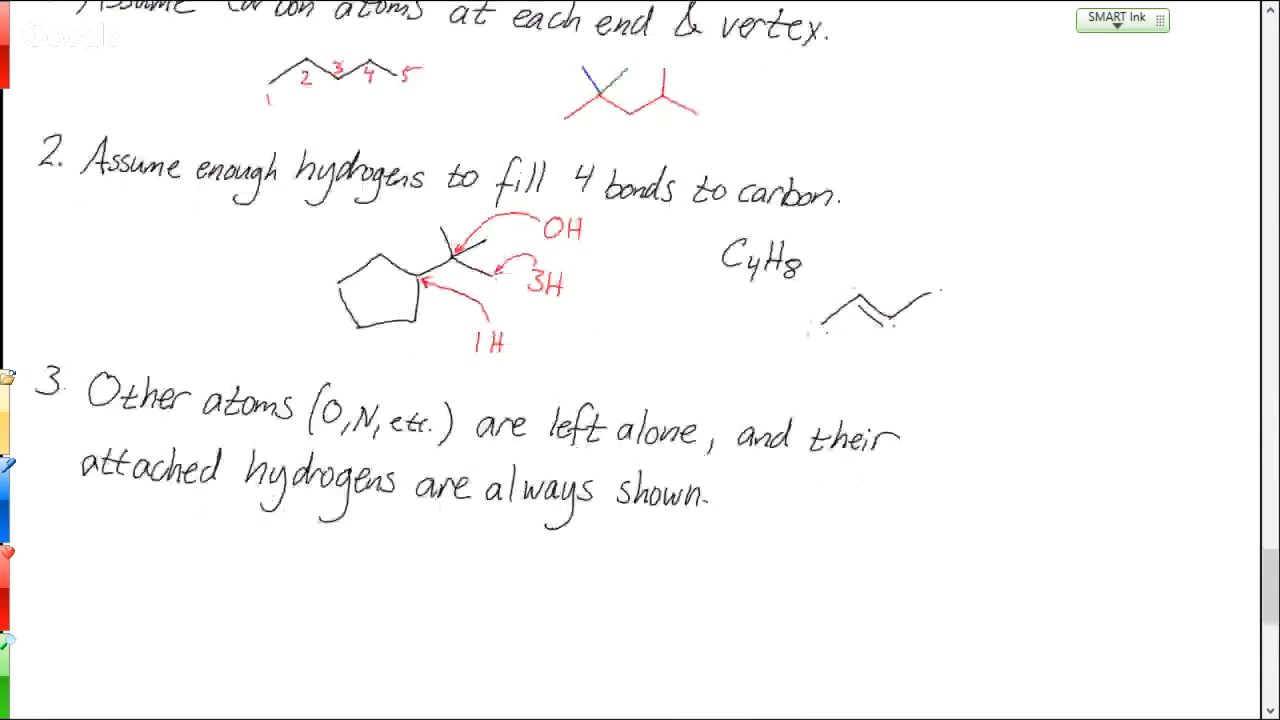 Assume carbon atoms at each end & vertex.
SMART Ink
Google
1 2 3 4 5
2. Assume enough hydrogens to fill 4 bonds to carbon.
0H
3H
1H
C4H8
3. Other atoms (O, N, etc.) are left alone, and their
attached hydrogens are always shown.